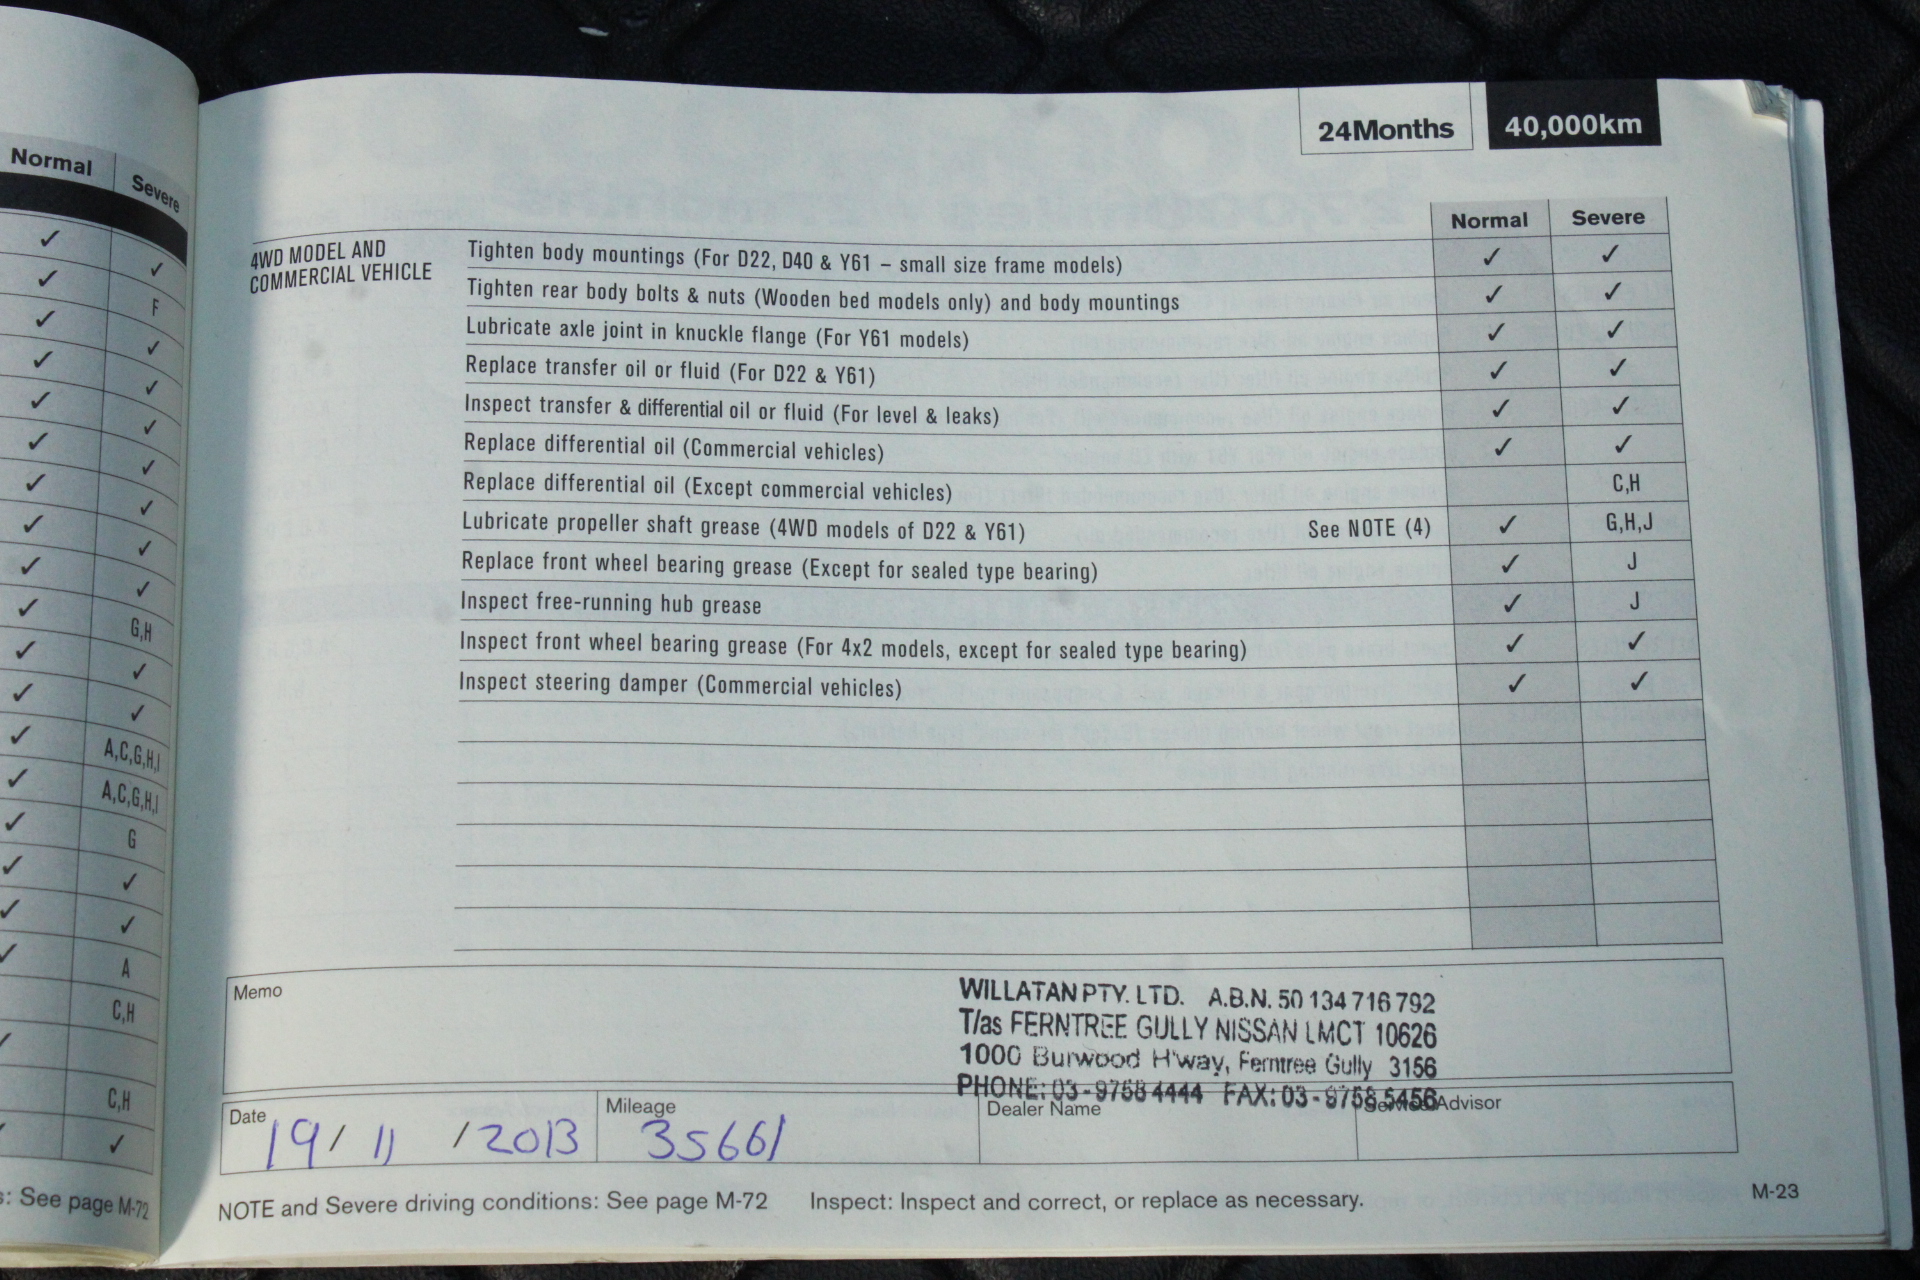 Normal Severe
✓ ✓
✓ F
✓ ✓
✓ ✓
✓ ✓
✓ ✓
✓ ✓
✓ ✓
✓ ✓
✓ G,H
✓ ✓
✓ ✓
✓ A,C,G,H,I
✓ A,C,G,H,I
✓ G
✓ ✓
✓ ✓
✓ A
C,H
✓
C,H
✓ ✓
See page M-72
24Months 40,000km
Normal Severe
4WD MODEL AND
COMMERCIAL VEHICLE
Tighten body mountings (For D22, D40 & Y61 – small size frame models) ✓ ✓
Tighten rear body bolts & nuts (Wooden bed models only) and body mountings ✓ ✓
Lubricate axle joint in knuckle flange (For Y61 models) ✓ ✓
Replace transfer oil or fluid (For D22 & Y61) ✓ ✓
Inspect transfer & differential oil or fluid (For level & leaks) ✓ ✓
Replace differential oil (Commercial vehicles) ✓ ✓
Replace differential oil (Except commercial vehicles) C,H
Lubricate propeller shaft grease (4WD models of D22 & Y61) See NOTE (4) ✓ G,H,J
Replace front wheel bearing grease (Except for sealed type bearing) ✓ J
Inspect free-running hub grease ✓ J
Inspect front wheel bearing grease (For 4x2 models, except for sealed type bearing) ✓ ✓
Inspect steering damper (Commercial vehicles) ✓ ✓
Memo
WILLATAN PTY. LTD. A.B.N. 50 134 716 792
T/as FERNTREE GULLY NISSAN LMCT 10626
1000 Burwood H'way, Ferntree Gully 3156
PHONE: 03 - 9758 4444 FAX: 03 - 9758 5456
Date 19 / 11 / 2013
Mileage 35661
Dealer Name
Service Advisor
NOTE and Severe driving conditions: See page M-72 Inspect: Inspect and correct, or replace as necessary.
M-23